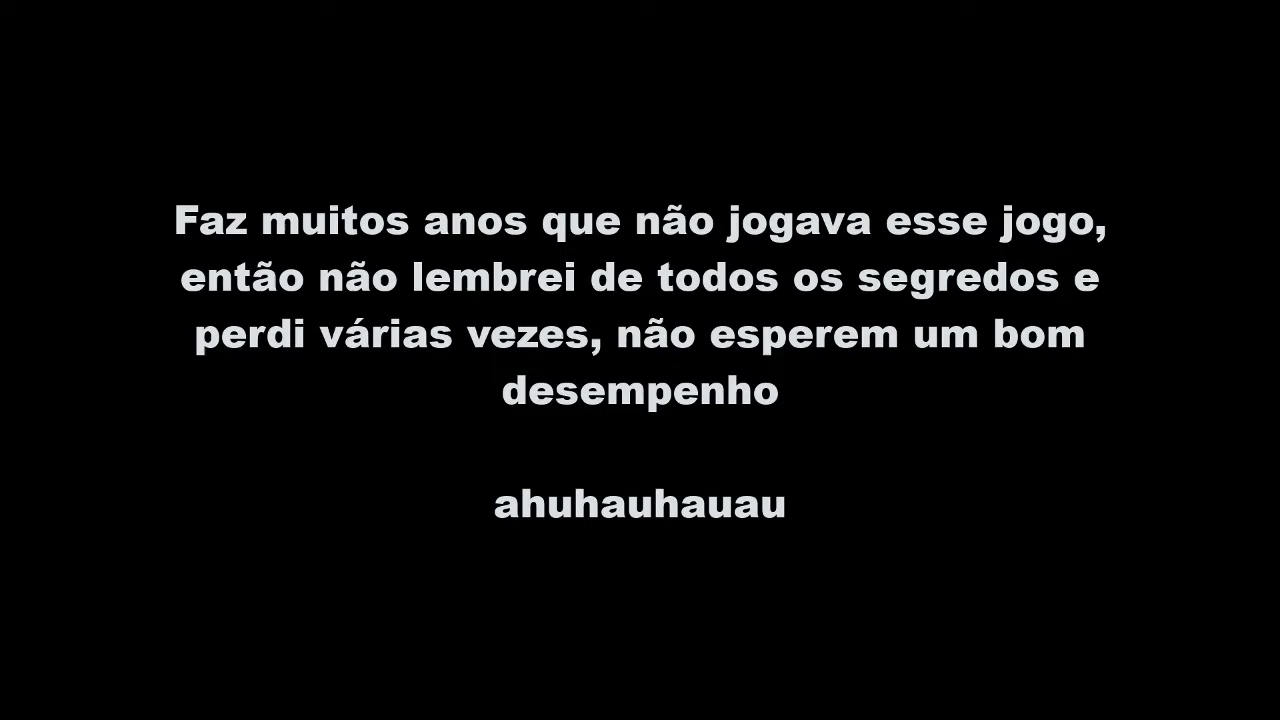 Faz muitos anos que não jogava esse jogo,
então não lembrei de todos os segredos e
perdi várias vezes, não esperem um bom
desempenho
ahuhauhauau